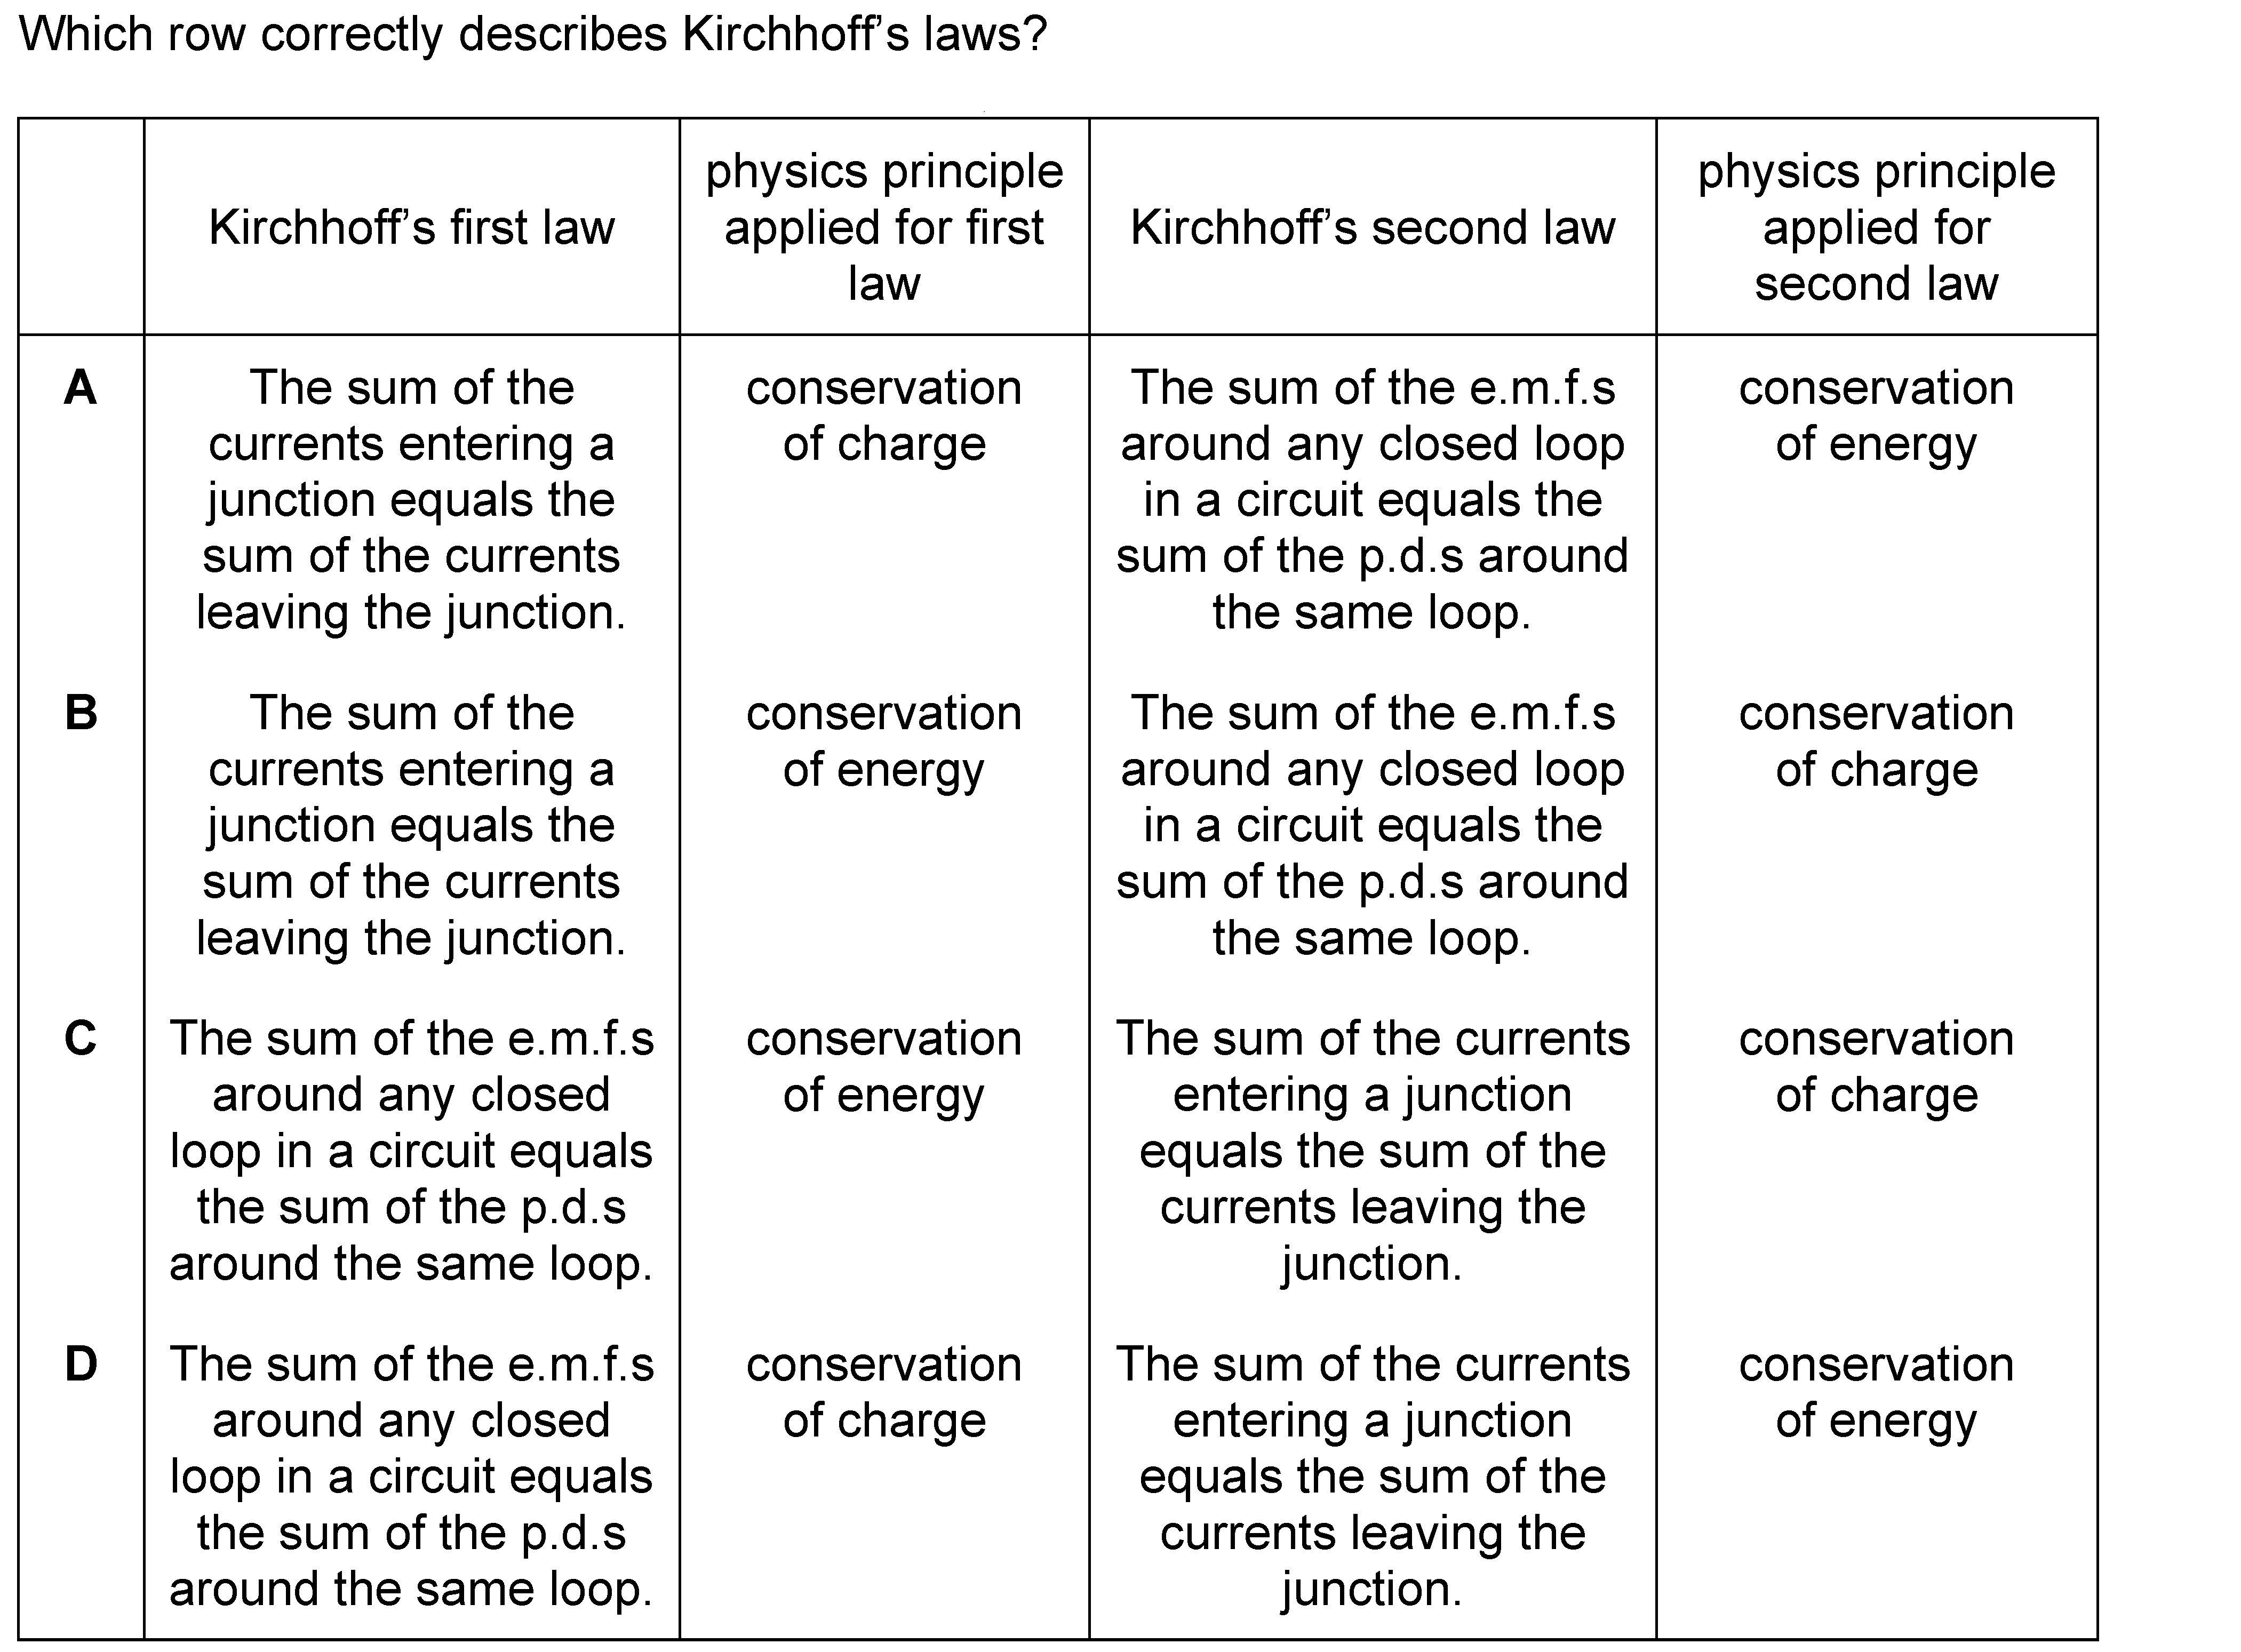 Which row correctly describes Kirchhoff’s laws?
Kirchhoff’s first law
physics principle
applied for first
law
Kirchhoff’s second law
physics principle
applied for
second law
A
The sum of the
currents entering a
junction equals the
sum of the currents
leaving the junction.
conservation
of charge
The sum of the e.m.f.s
around any closed loop
in a circuit equals the
sum of the p.d.s around
the same loop.
conservation
of energy
B
The sum of the
currents entering a
junction equals the
sum of the currents
leaving the junction.
conservation
of energy
The sum of the e.m.f.s
around any closed loop
in a circuit equals the
sum of the p.d.s around
the same loop.
conservation
of charge
C
The sum of the e.m.f.s
around any closed
loop in a circuit equals
the sum of the p.d.s
around the same loop.
conservation
of energy
The sum of the currents
entering a junction
equals the sum of the
currents leaving the
junction.
conservation
of charge
D
The sum of the e.m.f.s
around any closed
loop in a circuit equals
the sum of the p.d.s
around the same loop.
conservation
of charge
The sum of the currents
entering a junction
equals the sum of the
currents leaving the
junction.
conservation
of energy